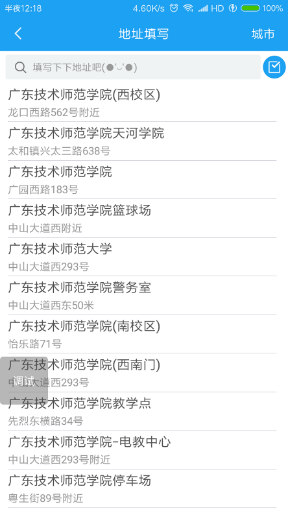 半夜12:18
4.60K/s HD 100%
地址填写 城市
填写下下地址吧(●'◡'●)
广东技术师范学院(西校区)
龙口西路562号附近
广东技术师范学院天河学院
太和镇兴太三路638号
广东技术师范学院
广园西路183号
广东技术师范学院篮球场
中山大道西附近
广东技术师范大学
中山大道西293号
广东技术师范学院警务室
中山大道西东50米
广东技术师范学院(南校区)
怡乐路71号
广东技术师范学院(西南门)
调试
中山大道西293号
广东技术师范学院教学点
先烈东横路34号
广东技术师范学院-电教中心
中山大道西293号附近
广东技术师范学院停车场
粤生街89号附近